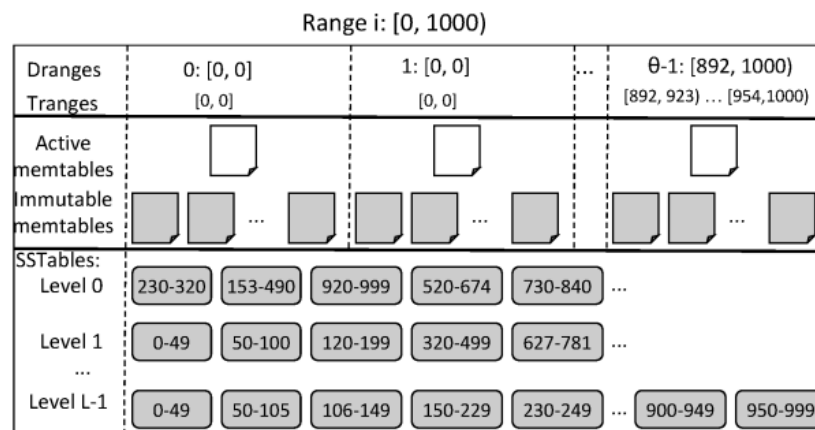 Range i: [0, 1000)
Dranges 0: [0, 0] 1: [0, 0] ... θ-1: [892, 1000)
Tranges [0, 0] [0, 0] [892, 923) ... [954,1000)
Active
memtables
Immutable
memtables ... ... ...
SSTables:
Level 0 230-320 153-490 920-999 520-674 730-840 ...
Level 1 0-49 50-100 120-199 320-499 627-781 ...
...
Level L-1 0-49 50-105 106-149 150-229 230-249 ... 900-949 950-999